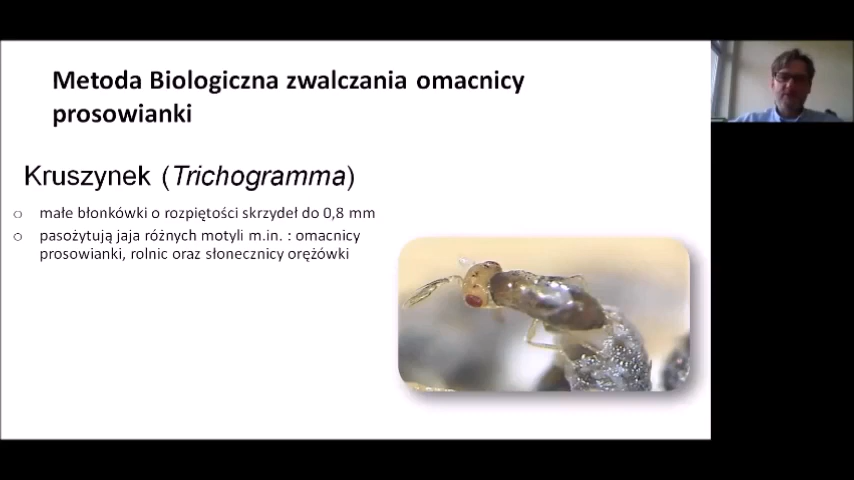 Metoda Biologiczna zwalczania omacnicy
prosowianki
Kruszynek (Trichogramma)
małe błonkówki o rozpiętości skrzydeł do 0,8 mm
pasożytują jaja różnych motyli m.in. : omacnicy
prosowianki, rolnic oraz słonecznicy orężówki